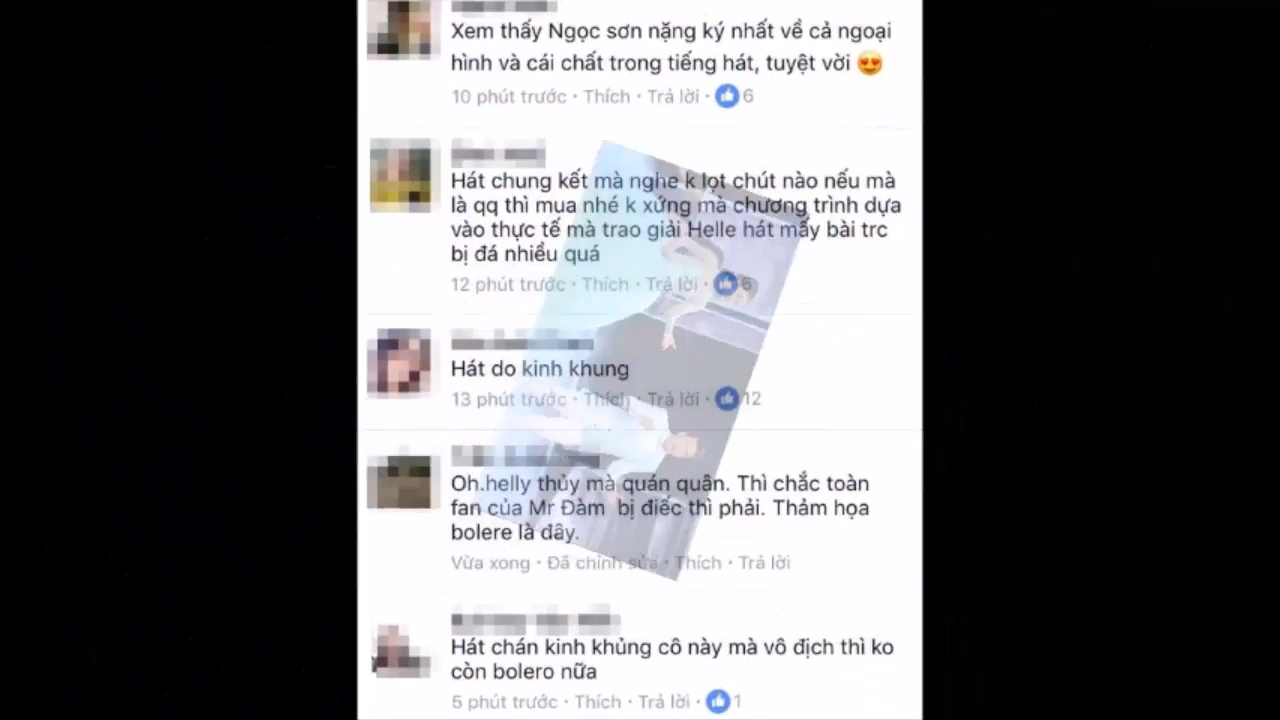 Xem thấy Ngọc sơn nặng ký nhất về cả ngoại
hình và cái chất trong tiếng hát, tuyệt vời 😍
10 phút trước · Thích · Trả lời · 6
Hát chung kết mà nghe k lọt chút nào nếu mà
là qq thì mua nhé k xứng mà chương trình dựa
vào thực tế mà trao giải Helle hát mấy bài trc
bị đá nhiều quá
12 phút trước · Thích · Trả lời · 6
Hát do kinh khung
13 phút trước · Thích · Trả lời · 12
Oh.helly thủy mà quán quân. Thì chắc toàn
fan của Mr Đàm bị điếc thì phải. Thảm họa
bolere là đây.
Vừa xong · Đã chỉnh sửa · Thích · Trả lời
Hát chán kinh khủng cô này mà vô địch thì ko
còn bolero nữa
5 phút trước · Thích · Trả lời · 1